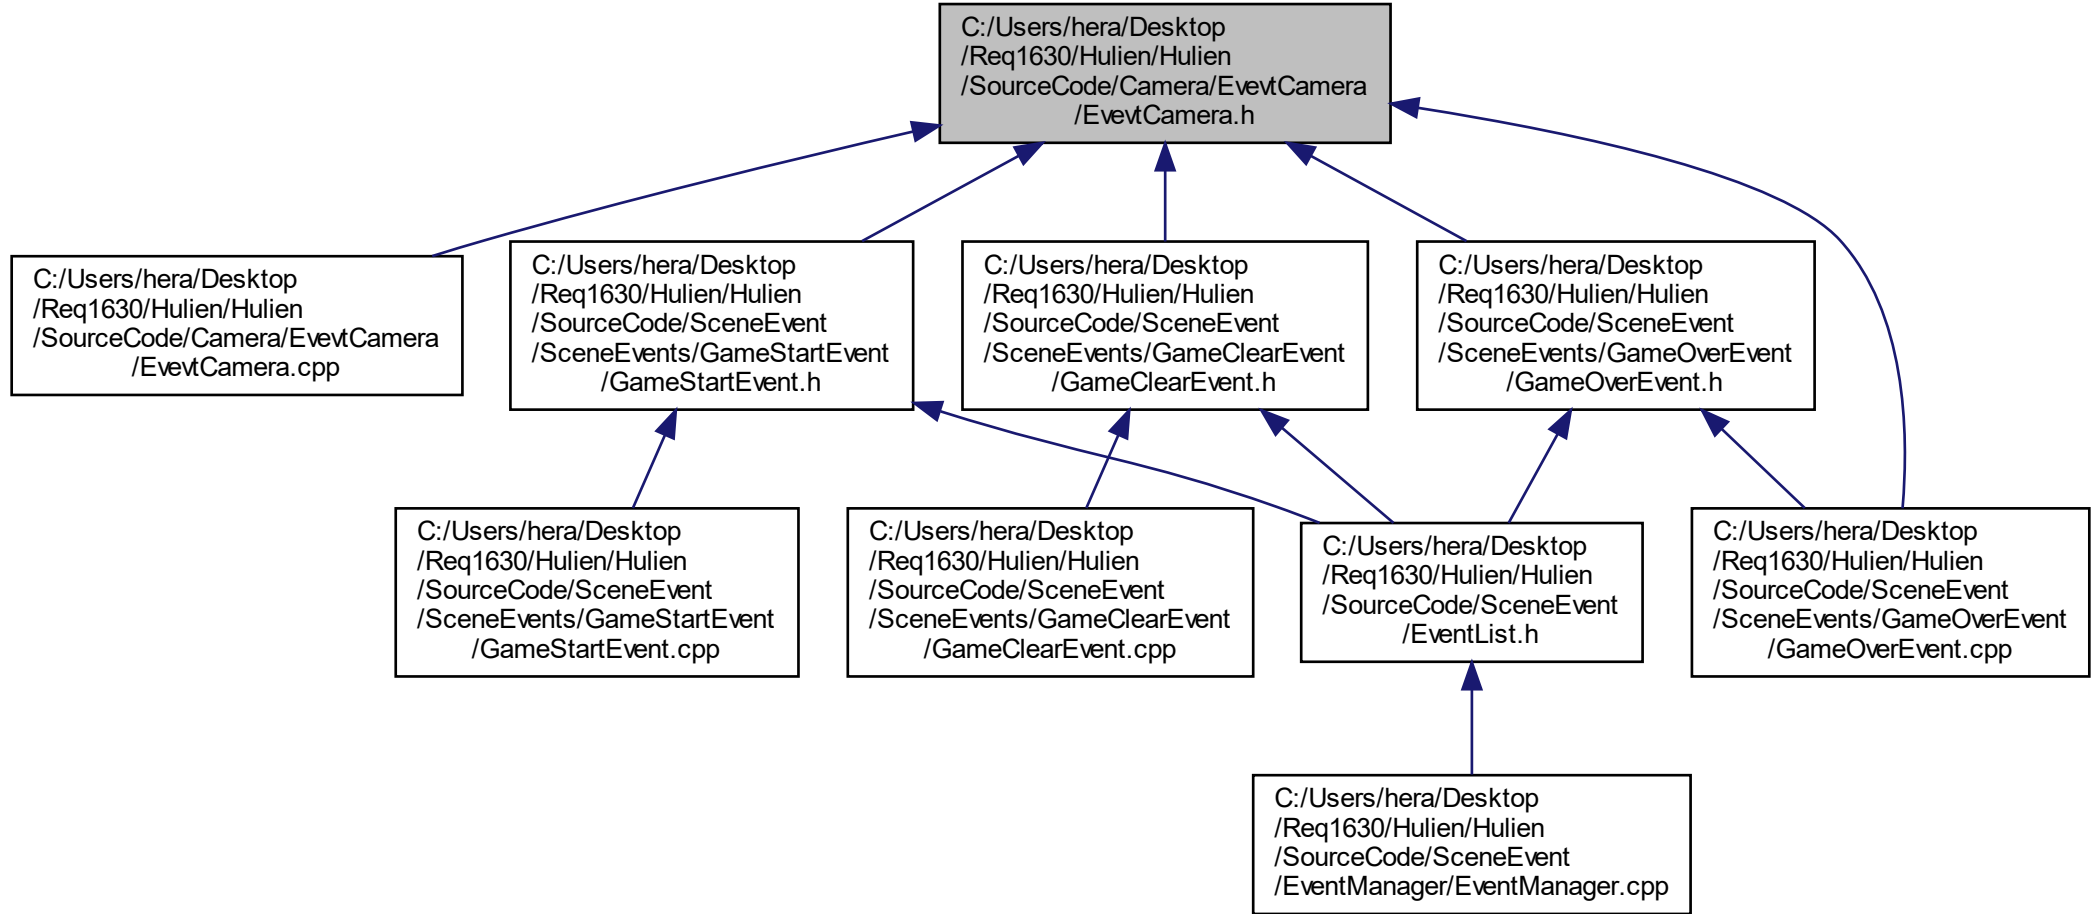 C:/Users/hera/Desktop
/Req1630/Hulien/Hulien
/SourceCode/Camera/EvevtCamera
/EvevtCamera.h
C:/Users/hera/Desktop
/Req1630/Hulien/Hulien
/SourceCode/Camera/EvevtCamera
/EvevtCamera.cpp
C:/Users/hera/Desktop
/Req1630/Hulien/Hulien
/SourceCode/SceneEvent
/SceneEvents/GameStartEvent
/GameStartEvent.h
C:/Users/hera/Desktop
/Req1630/Hulien/Hulien
/SourceCode/SceneEvent
/SceneEvents/GameClearEvent
/GameClearEvent.h
C:/Users/hera/Desktop
/Req1630/Hulien/Hulien
/SourceCode/SceneEvent
/SceneEvents/GameOverEvent
/GameOverEvent.h
C:/Users/hera/Desktop
/Req1630/Hulien/Hulien
/SourceCode/SceneEvent
/SceneEvents/GameStartEvent
/GameStartEvent.cpp
C:/Users/hera/Desktop
/Req1630/Hulien/Hulien
/SourceCode/SceneEvent
/SceneEvents/GameClearEvent
/GameClearEvent.cpp
C:/Users/hera/Desktop
/Req1630/Hulien/Hulien
/SourceCode/SceneEvent
/EventList.h
C:/Users/hera/Desktop
/Req1630/Hulien/Hulien
/SourceCode/SceneEvent
/SceneEvents/GameOverEvent
/GameOverEvent.cpp
C:/Users/hera/Desktop
/Req1630/Hulien/Hulien
/SourceCode/SceneEvent
/EventManager/EventManager.cpp